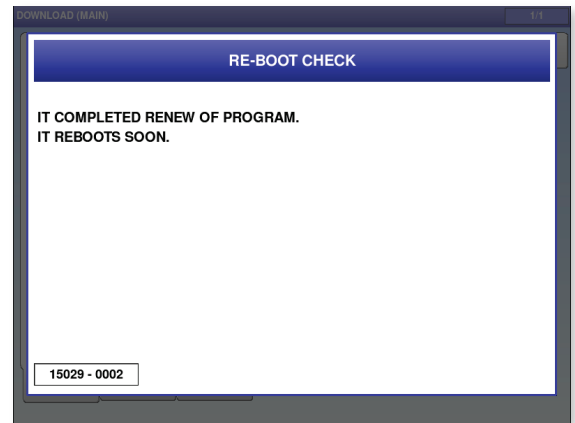 DOWNLOAD (MAIN)
1/1
RE-BOOT CHECK
IT COMPLETED RENEW OF PROGRAM.
IT REBOOTS SOON.
15029 - 0002